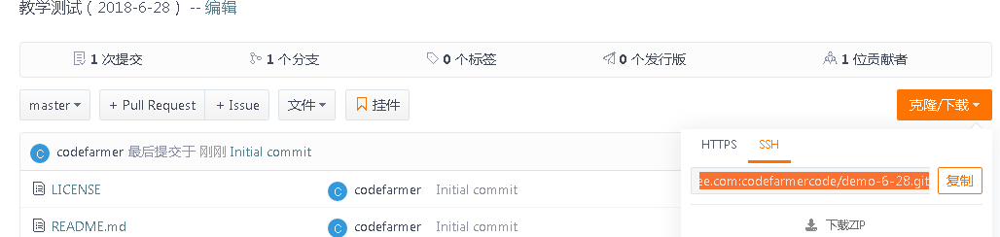 教学测试（2018-6-28） -- 编辑
1 次提交 1 个分支 0 个标签 0 个发行版 1 位贡献者
master + Pull Request + Issue 文件 挂件 克隆/下载
HTTPS SSH
C codefarmer 最后提交于 刚刚 Initial commit
ee.com:codefarmercode/demo-6-28.git 复制
LICENSE C codefarmer Initial commit
README.md C codefarmer Initial commit
下载ZIP